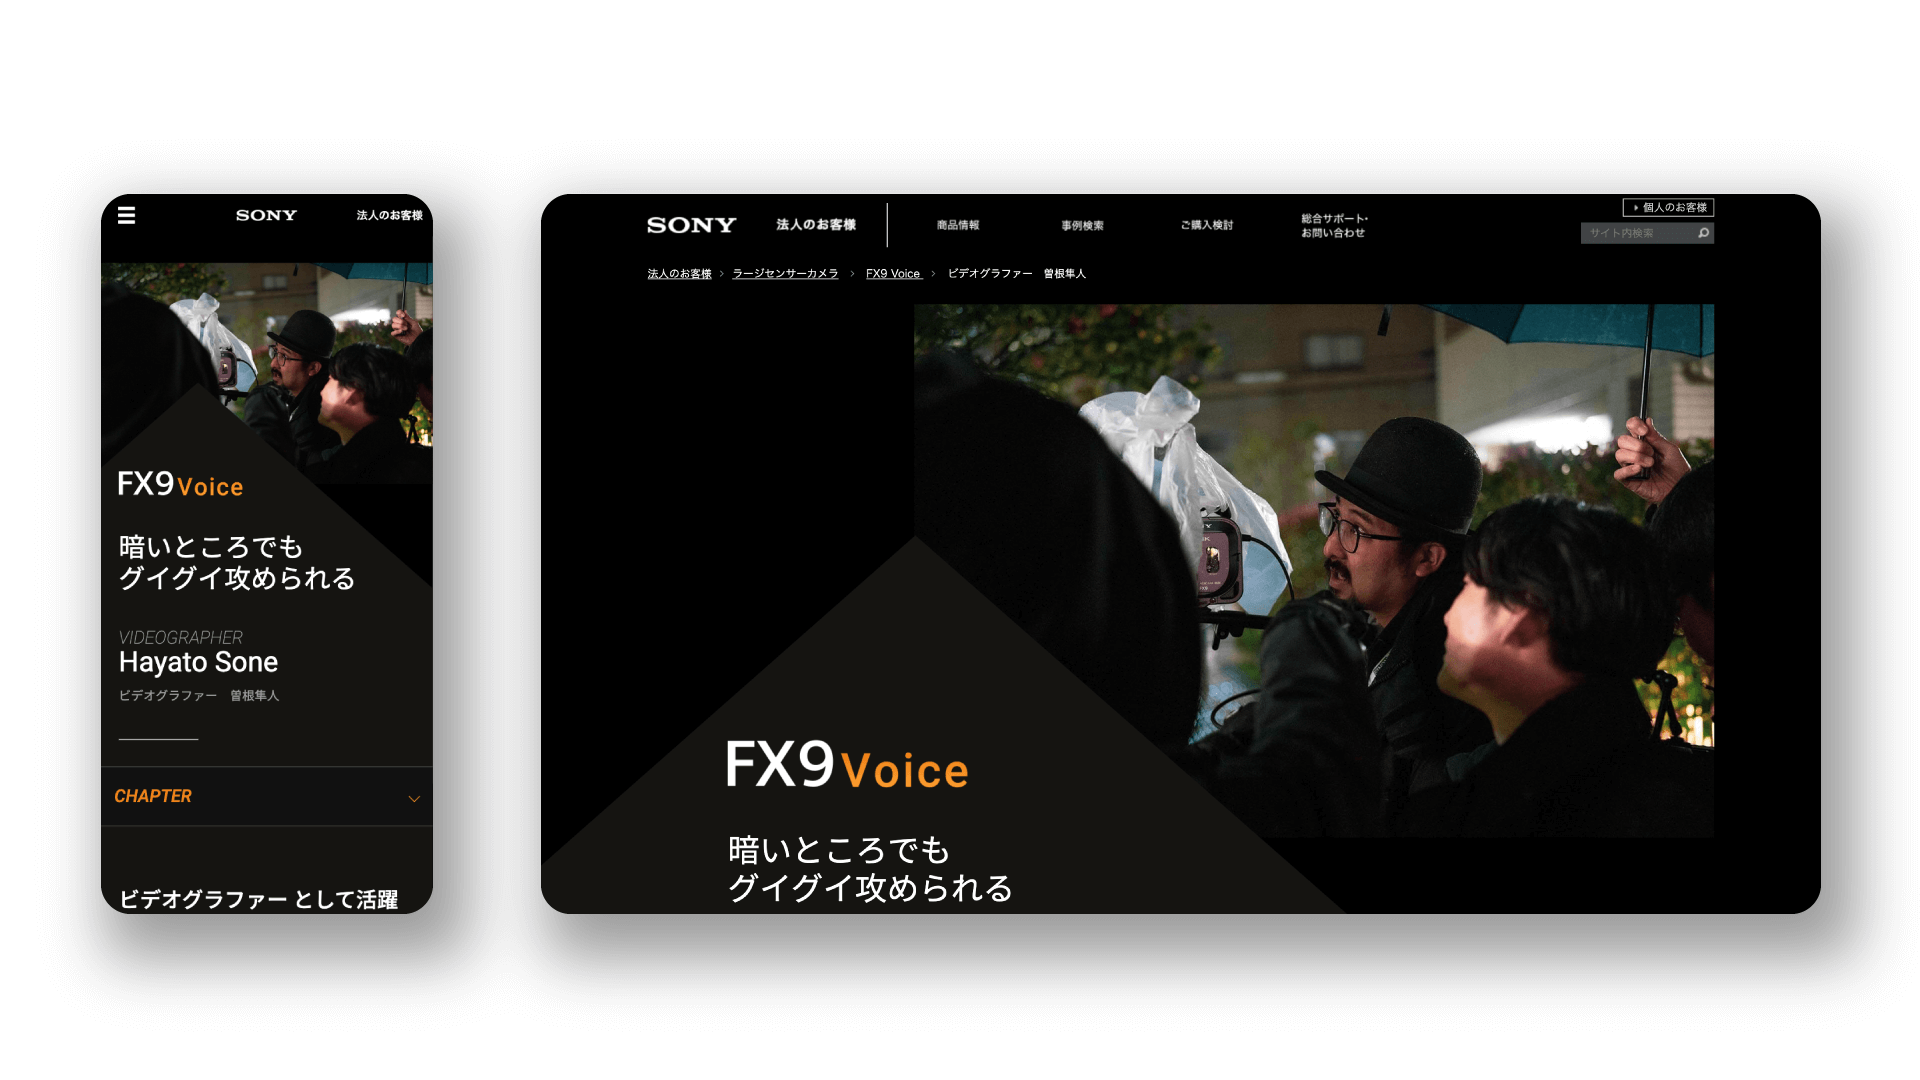 SONY
法人のお客様
FX9 Voice
暗いところでも
グイグイ攻められる
VIDEOGRAPHER
Hayato Sone
ビデオグラファー　曽根隼人
CHAPTER
ビデオグラファー として活躍
SONY
法人のお客様
商品情報
事例検索
ご購入検討
総合サポート・
お問い合わせ
個人のお客様
サイト内検索
法人のお客様 > ラージセンサーカメラ > FX9 Voice > ビデオグラファー　曽根隼人
FX9 Voice
暗いところでも
グイグイ攻められる